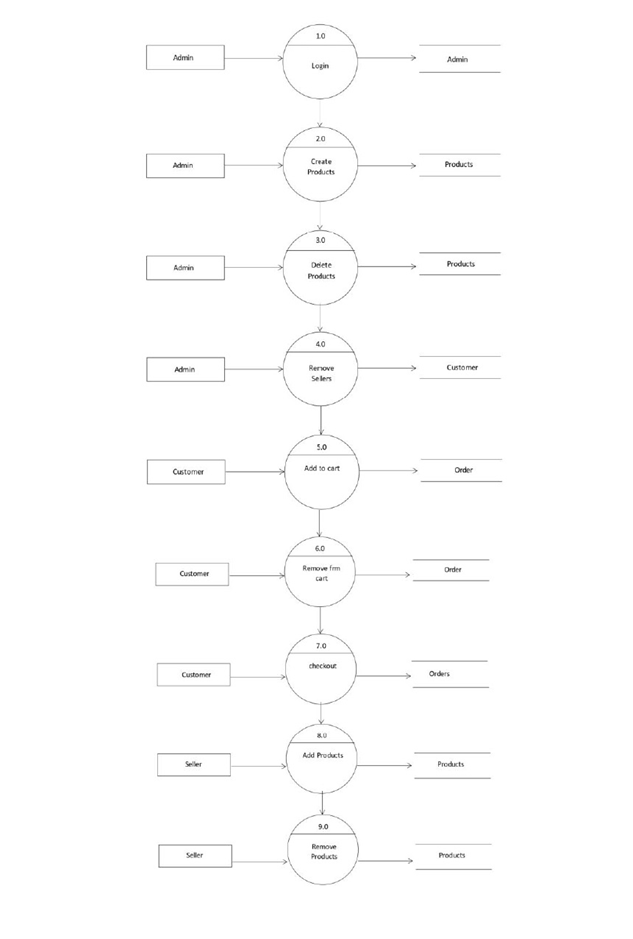 1.0
Admin
Login
Admin
2.0
Admin
Create
Products
Products
3.0
Admin
Delete
Products
Products
4.0
Admin
Remove
Sellers
Customer
5.0
Customer
Add to cart
Order
6.0
Customer
Remove frm
cart
Order
7.0
Customer
checkout
Orders
8.0
Seller
Add Products
Products
9.0
Seller
Remove
Products
Products